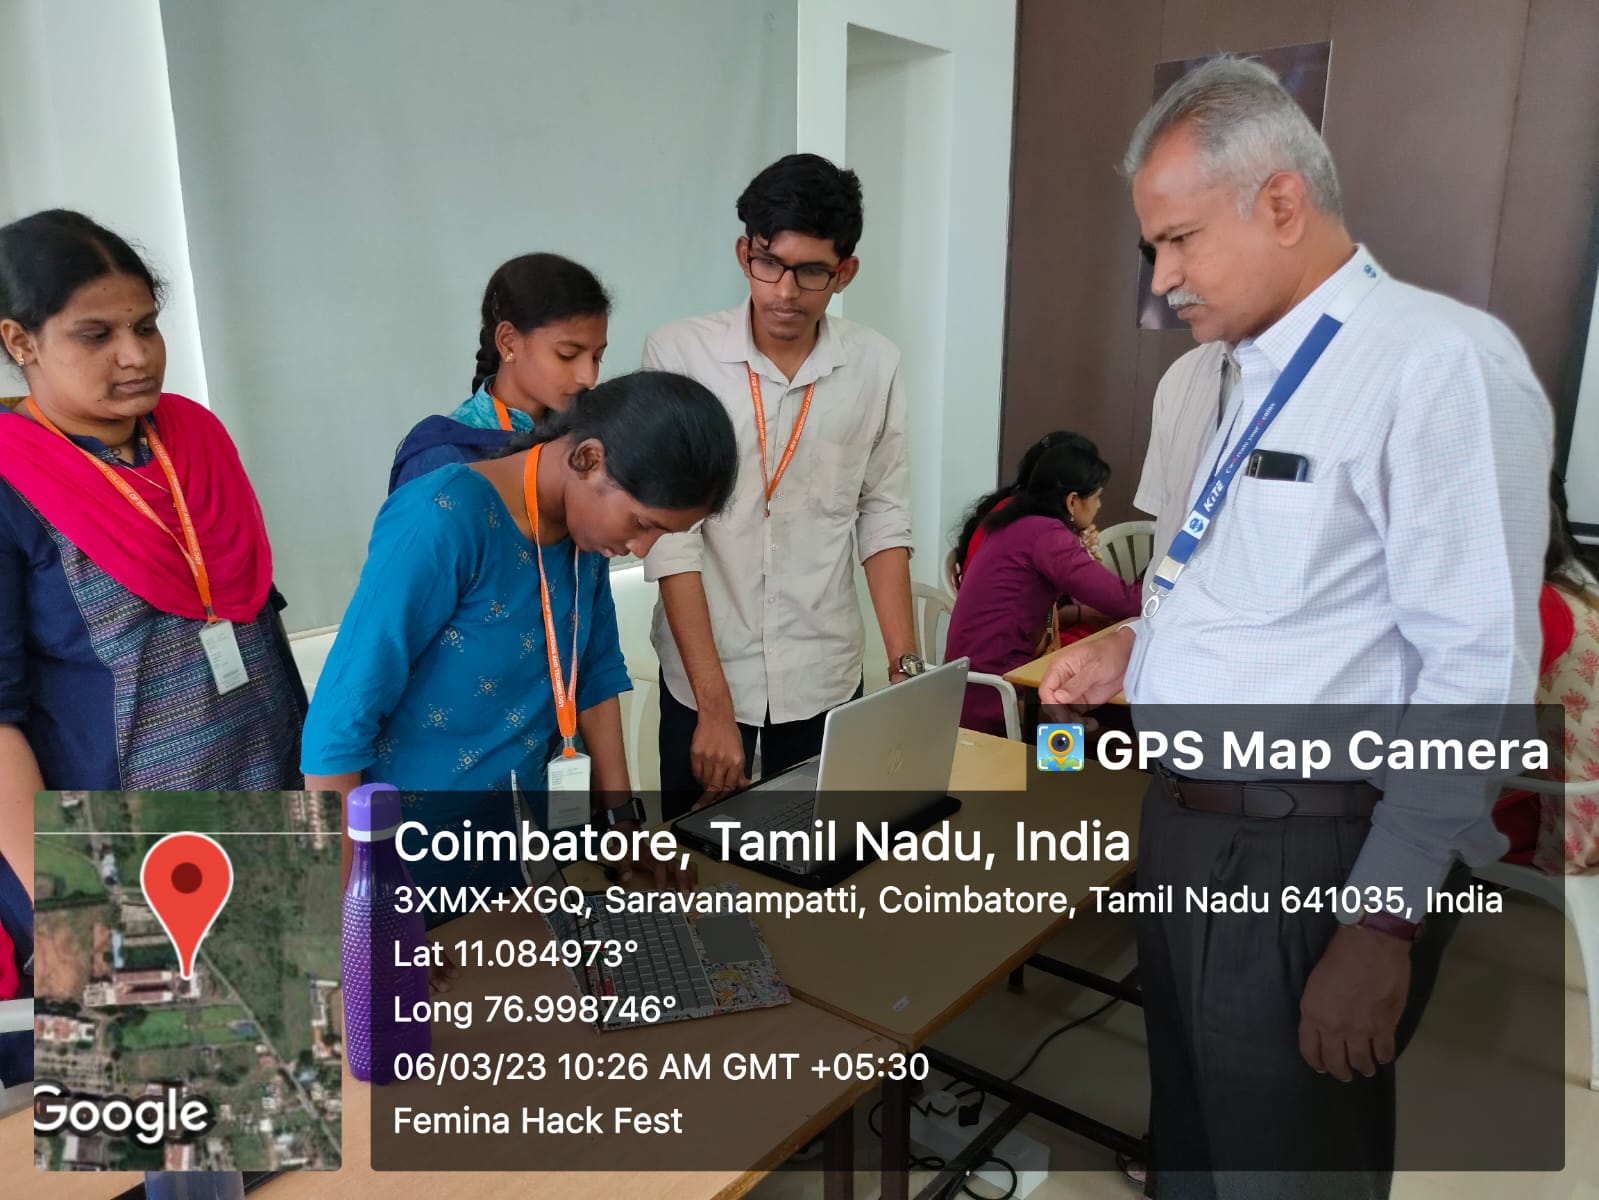 KiTE
GPS Map Camera
Coimbatore, Tamil Nadu, India
3XMX+XGQ, Saravanampatti, Coimbatore, Tamil Nadu 641035, India
Lat 11.084973°
Long 76.998746°
06/03/23 10:26 AM GMT +05:30
Femina Hack Fest
Google